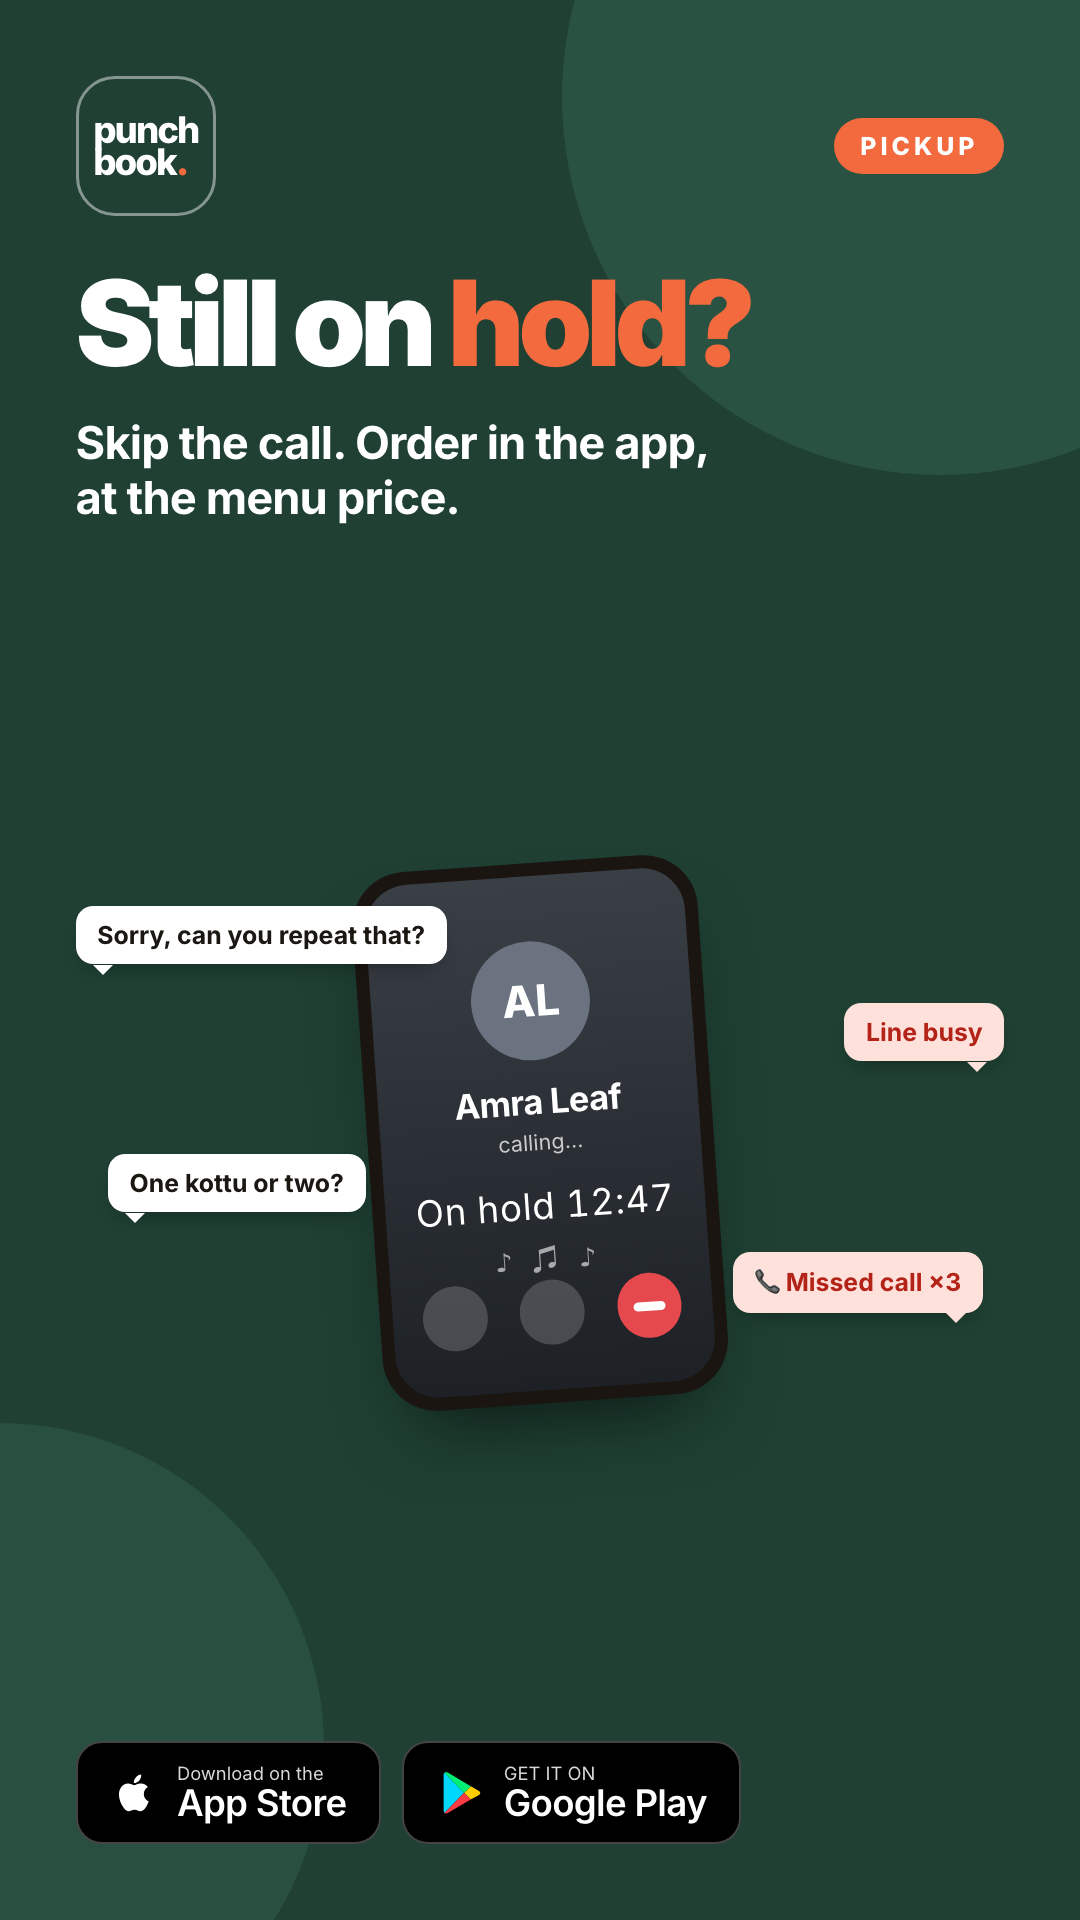 punch
book.
PICKUP
Still on hold?
Skip the call. Order in the app,
at the menu price.
Sorry, can you repeat that?
AL
Line busy
Amra Leaf
calling...
One kottu or two?
On hold 12:47
♪ ♫ ♪
📞 Missed call ×3
Download on the
App Store
GET IT ON
Google Play